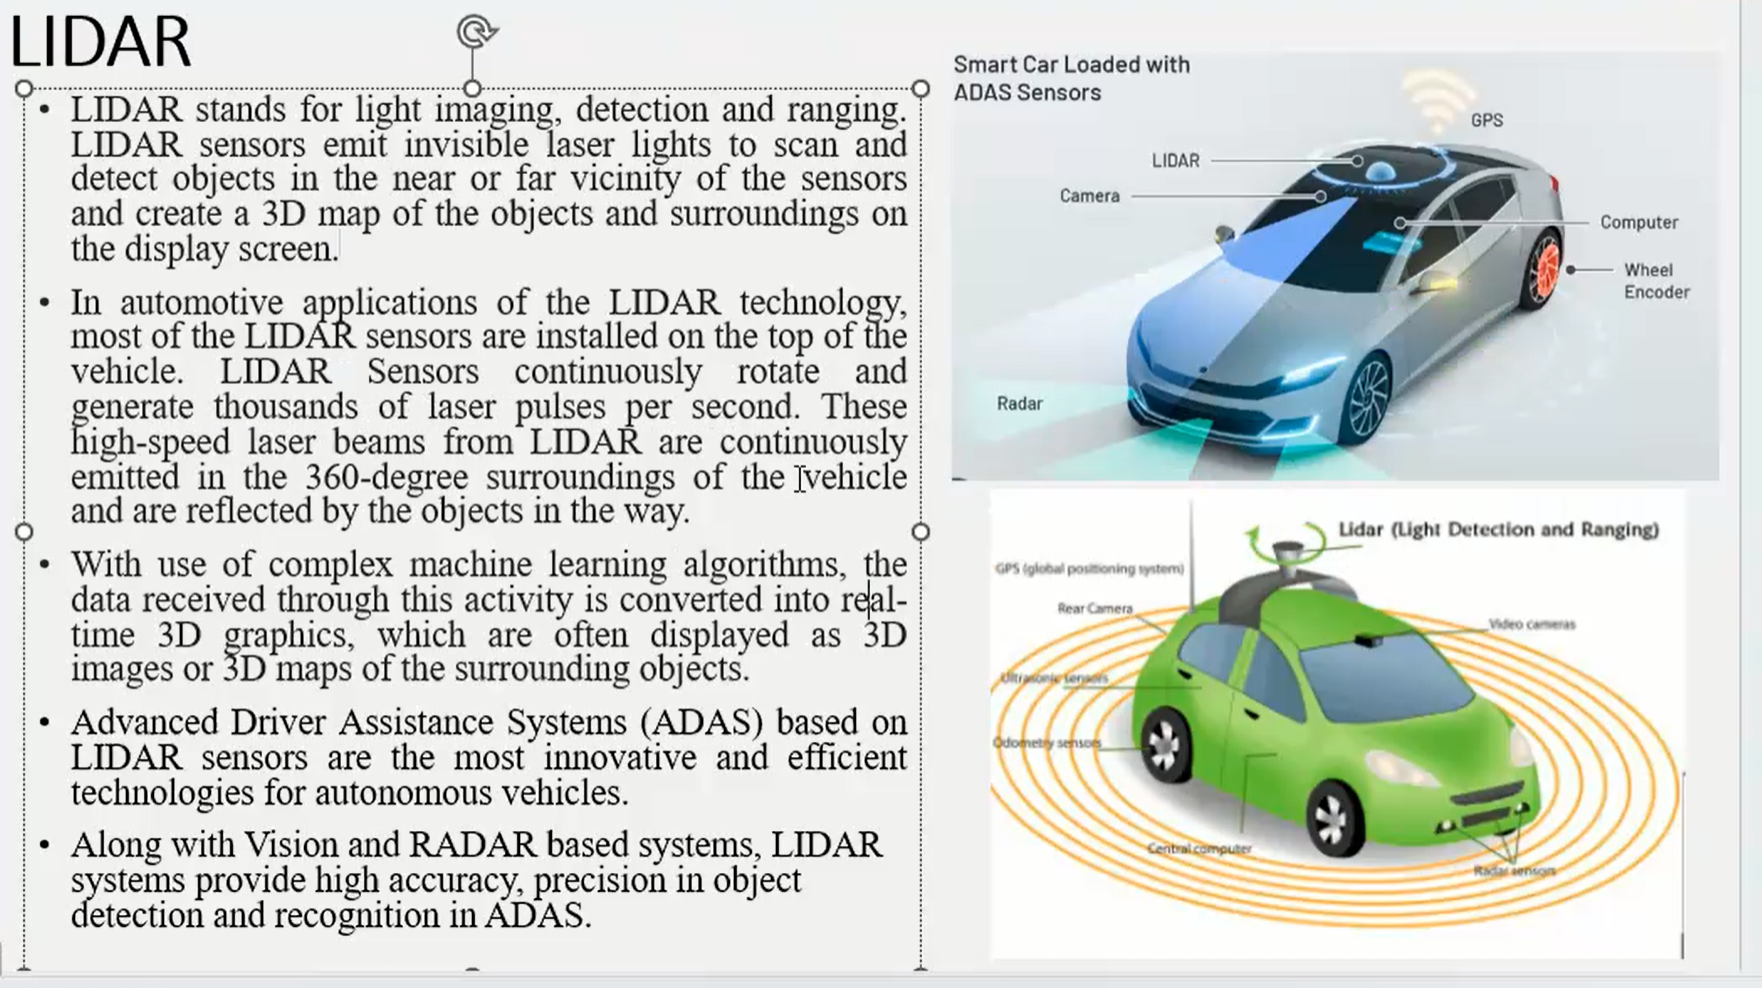 LIDAR
• LIDAR stands for light imaging, detection and ranging.
LIDAR sensors emit invisible laser lights to scan and
detect objects in the near or far vicinity of the sensors
and create a 3D map of the objects and surroundings on
the display screen.
• In automotive applications of the LIDAR technology,
most of the LIDAR sensors are installed on the top of the
vehicle. LIDAR Sensors continuously rotate and
generate thousands of laser pulses per second. These
high-speed laser beams from LIDAR are continuously
emitted in the 360-degree surroundings of the vehicle
and are reflected by the objects in the way.
• With use of complex machine learning algorithms, the
data received through this activity is converted into real-
time 3D graphics, which are often displayed as 3D
images or 3D maps of the surrounding objects.
• Advanced Driver Assistance Systems (ADAS) based on
LIDAR sensors are the most innovative and efficient
technologies for autonomous vehicles.
• Along with Vision and RADAR based systems, LIDAR
systems provide high accuracy, precision in object
detection and recognition in ADAS.
Smart Car Loaded with
ADAS Sensors
GPS
LIDAR
Camera
Computer
Wheel
Encoder
Radar
Lidar (Light Detection and Ranging)
GPS (global positioning system)
Rear Camera
Video cameras
Ultrasonic sensors
Odometry sensors
Central computer
Radar sensors